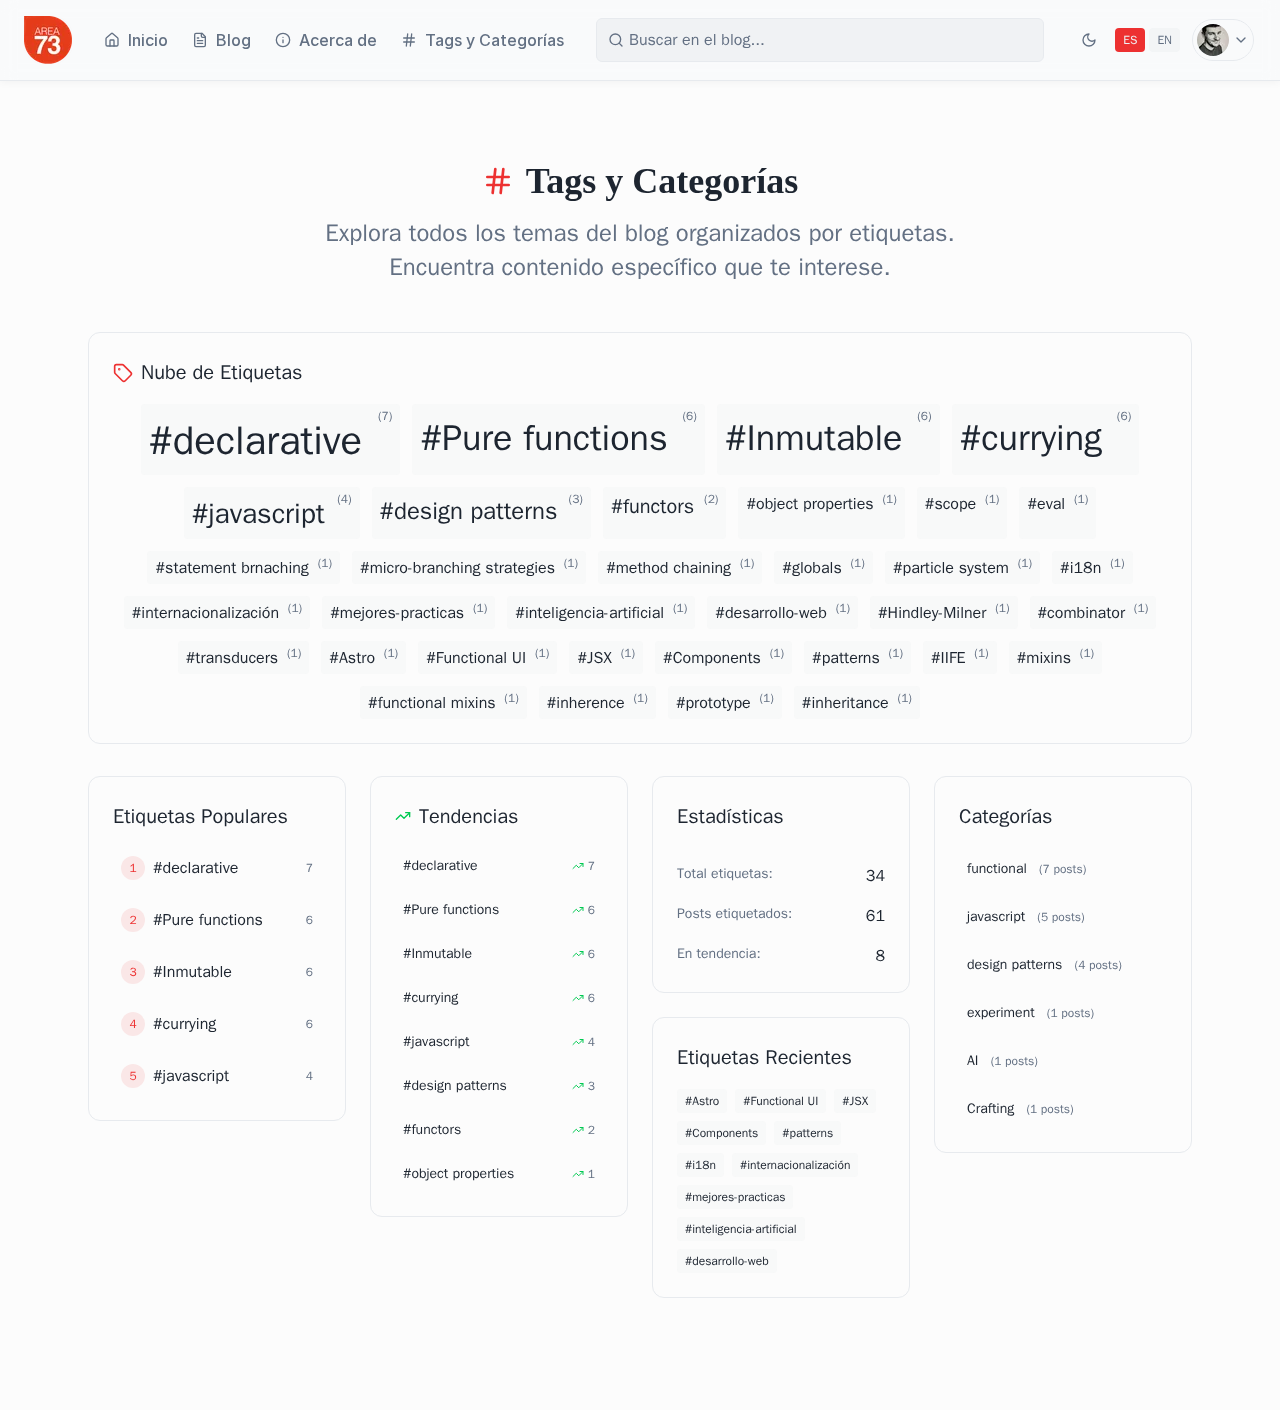 AREA
73
Inicio
Blog
Acerca de
Tags y Categorías
Buscar en el blog...
ES
EN
Tags y Categorías
Explora todos los temas del blog organizados por etiquetas.
Encuentra contenido específico que te interese.
Nube de Etiquetas
#declarative (7) #Pure functions (6) #Inmutable (6) #currying (6)
#javascript (4) #design patterns (3) #functors (2) #object properties (1) #scope (1) #eval (1)
#statement brnaching (1) #micro-branching strategies (1) #method chaining (1) #globals (1) #particle system (1) #i18n (1)
#internacionalización (1) #mejores-practicas (1) #inteligencia-artificial (1) #desarrollo-web (1) #Hindley-Milner (1) #combinator (1)
#transducers (1) #Astro (1) #Functional UI (1) #JSX (1) #Components (1) #patterns (1) #IIFE (1) #mixins (1)
#functional mixins (1) #inherence (1) #prototype (1) #inheritance (1)
Etiquetas Populares
1 #declarative 7
2 #Pure functions 6
3 #Inmutable 6
4 #currying 6
5 #javascript 4
Tendencias
#declarative 7
#Pure functions 6
#Inmutable 6
#currying 6
#javascript 4
#design patterns 3
#functors 2
#object properties 1
Estadísticas
Total etiquetas: 34
Posts etiquetados: 61
En tendencia: 8
Etiquetas Recientes
#Astro #Functional UI #JSX
#Components #patterns
#i18n #internacionalización
#mejores-practicas
#inteligencia-artificial
#desarrollo-web
Categorías
functional (7 posts)
javascript (5 posts)
design patterns (4 posts)
experiment (1 posts)
AI (1 posts)
Crafting (1 posts)